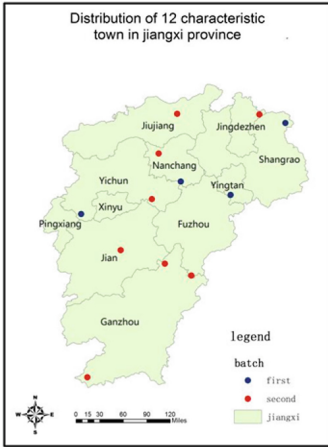 Distribution of 12 characteristic
town in jiangxi province
Jiujiang
Jingdezhen
Nanchang
Shangrao
Yichun
Yingtan
Xinyu
Pingxiang
Fuzhou
Jian
Ganzhou
legend
batch
first
second
jiangxi
N
W E
S
0 15 30 60 90 120
Miles